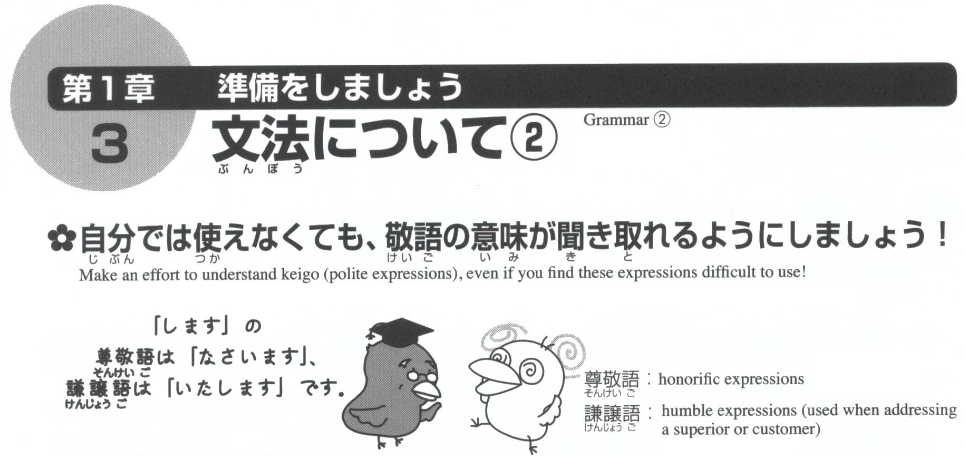 第1章 準備をしましょう
3 文法について② Grammar ②
ぶんぽう
✿自分では使えなくても、敬語の意味が聞き取れるようにしましょう！
じぶん つか けいご いみ き と
Make an effort to understand keigo (polite expressions), even if you find these expressions difficult to use!
「します」の
尊敬語は「なさいます」、
そんけいご
謙譲語は「いたします」です。
けんじょうご
尊敬語：honorific expressions
そんけいご
謙譲語：humble expressions (used when addressing
けんじょうご
a superior or customer)